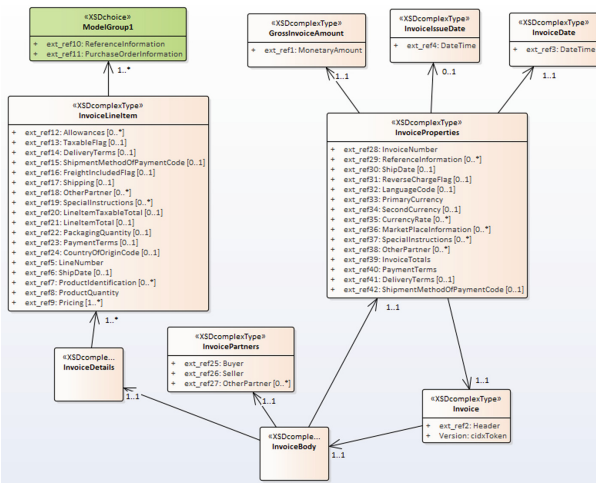 «XSDchoice»
ModelGroup1
+ ext_ref10: ReferenceInformation
+ ext_ref11: PurchaseOrderInformation
1..*
«XSDcomplexType»
GrossInvoiceAmount
+ ext_ref1: MonetaryAmount
1..1
«XSDcomplexType»
InvoiceIssueDate
+ ext_ref4: DateTime
0..1
«XSDcomplexType»
InvoiceDate
+ ext_ref3: DateTime
1..1
«XSDcomplexType»
InvoiceLineItem
+ ext_ref12: Allowances [0..*]
+ ext_ref13: TaxableFlag [0..1]
+ ext_ref14: DeliveryTerms [0..1]
+ ext_ref15: ShipmentMethodOfPaymentCode [0..1]
+ ext_ref16: FreightIncludedFlag [0..1]
+ ext_ref17: Shipping [0..1]
+ ext_ref18: OtherPartner [0..*]
+ ext_ref19: SpecialInstructions [0..*]
+ ext_ref20: LineItemTaxableTotal [0..1]
+ ext_ref21: LineItemTotal [0..1]
+ ext_ref22: PackagingQuantity [0..1]
+ ext_ref23: PaymentTerms [0..1]
+ ext_ref24: CountryOfOriginCode [0..1]
+ ext_ref5: LineNumber
+ ext_ref6: ShipDate [0..1]
+ ext_ref7: ProductIdentification [0..*]
+ ext_ref8: ProductQuantity
+ ext_ref9: Pricing [1..*]
1..*
«XSDcomplexType»
InvoiceProperties
+ ext_ref28: InvoiceNumber
+ ext_ref29: ReferenceInformation [0..*]
+ ext_ref30: ShipDate [0..1]
+ ext_ref31: ReverseChargeFlag [0..1]
+ ext_ref32: LanguageCode [0..1]
+ ext_ref33: PrimaryCurrency
+ ext_ref34: SecondCurrency [0..1]
+ ext_ref35: CurrencyRate [0..*]
+ ext_ref36: MarketPlaceInformation [0..*]
+ ext_ref37: SpecialInstructions [0..*]
+ ext_ref38: OtherPartner [0..*]
+ ext_ref39: InvoiceTotals
+ ext_ref40: PaymentTerms
+ ext_ref41: DeliveryTerms [0..1]
+ ext_ref42: ShipmentMethodOfPaymentCode [0..1]
1..1
«XSDcomple...
InvoiceDetails
1..1
«XSDcomplexType»
InvoicePartners
+ ext_ref25: Buyer
+ ext_ref26: Seller
+ ext_ref27: OtherPartner [0..*]
1..1
1..1
«XSDcomplexType»
Invoice
+ ext_ref2: Header
+ Version: cidxToken
«XSDcomple...
InvoiceBody
1..1